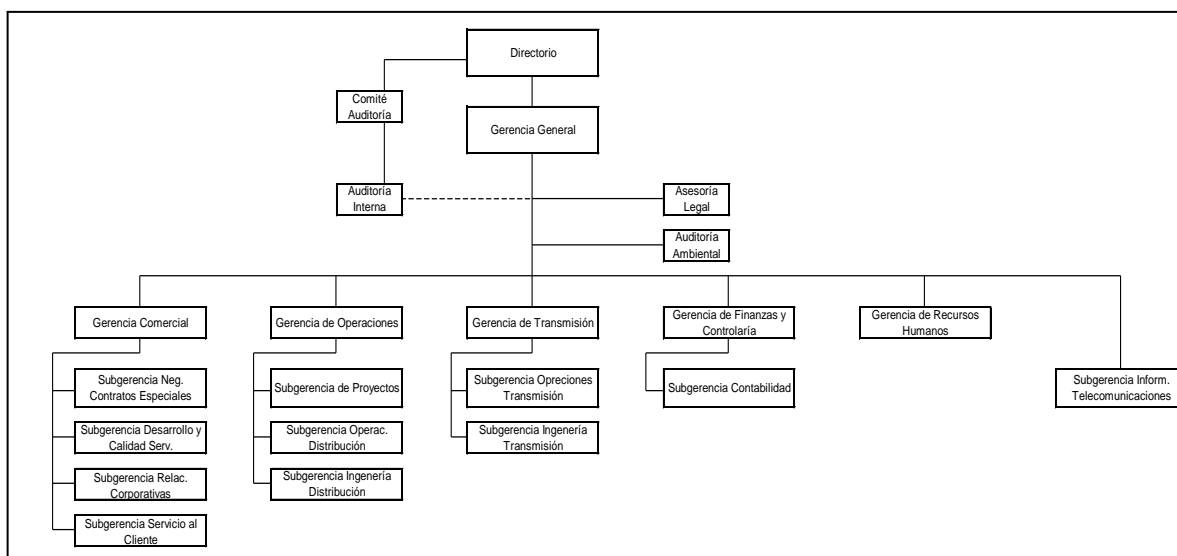 Directorio
Comité
Auditoría
Gerencia General
Auditoría
Interna
Asesoría
Legal
Auditoría
Ambiental
Gerencia Comercial
Gerencia de Operaciones
Gerencia de Transmisión
Gerencia de Finanzas y
Controlaría
Gerencia de Recursos
Humanos
Subgerencia Neg.
Contratos Especiales
Subgerencia de Proyectos
Subgerencia Opreciones
Transmisión
Subgerencia Contabilidad
Subgerencia Inform.
Telecomunicaciones
Subgerencia Desarrollo y
Calidad Serv.
Subgerencia Operac.
Distribución
Subgerencia Ingenería
Transmisión
Subgerencia Relac.
Corporativas
Subgerencia Ingenería
Distribución
Subgerencia Servicio al
Cliente